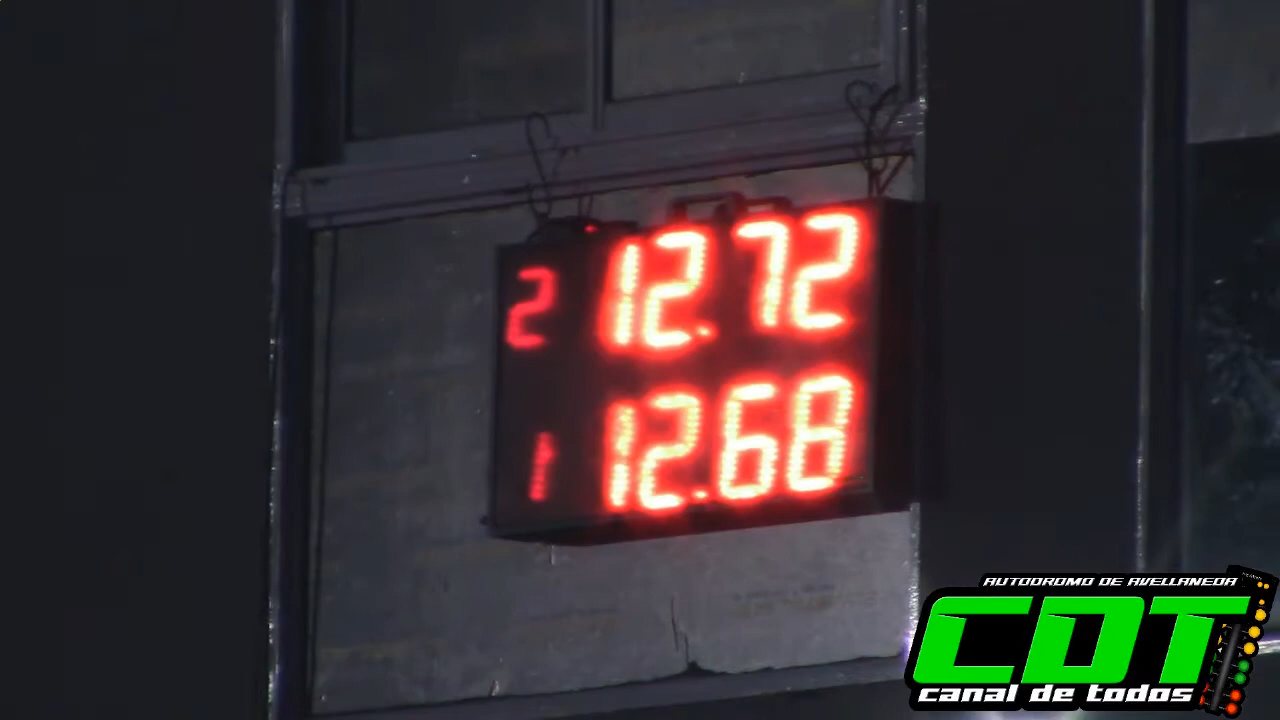 2 12.72
1 12.68
AUTODROMO DE AVELLANEDA
CDT
canal de todos